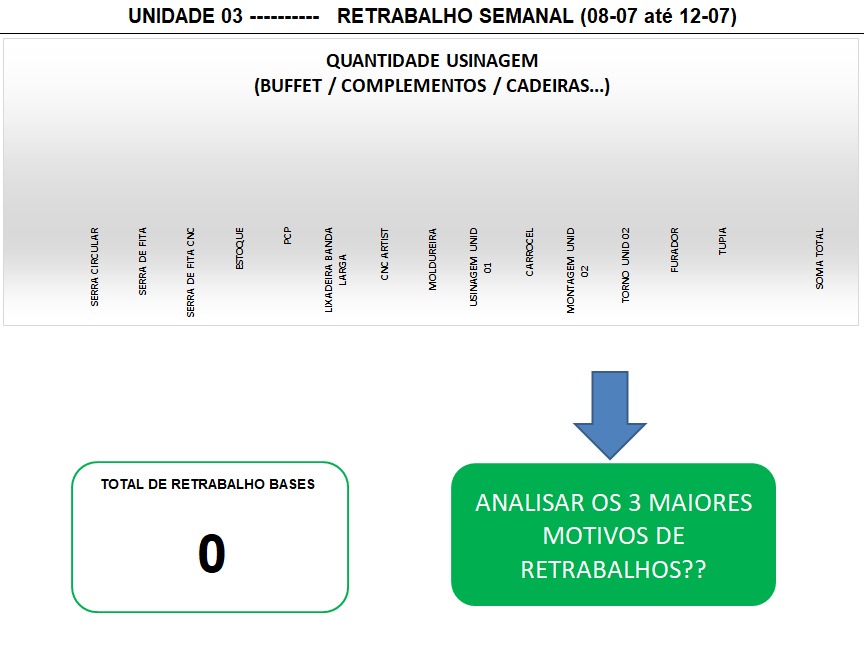 UNIDADE 03 ---------- RETRABALHO SEMANAL (08-07 até 12-07)
QUANTIDADE USINAGEM
(BUFFET / COMPLEMENTOS / CADEIRAS...)
SERRA CIRCULAR
SERRA DE FITA
SERRA DE FITA CNC
ESTOQUE
PCP
LIXADEIRA BANDA
LARGA
CNC ARTIST
MOLDUREIRA
USINAGEM UNID
01
CARROCEL
MONTAGEM UNID
02
TORNO UNID 02
FURADOR
TUPIA
SOMA TOTAL
TOTAL DE RETRABALHO BASES
0
ANALISAR OS 3 MAIORES
MOTIVOS DE
RETRABALHOS??